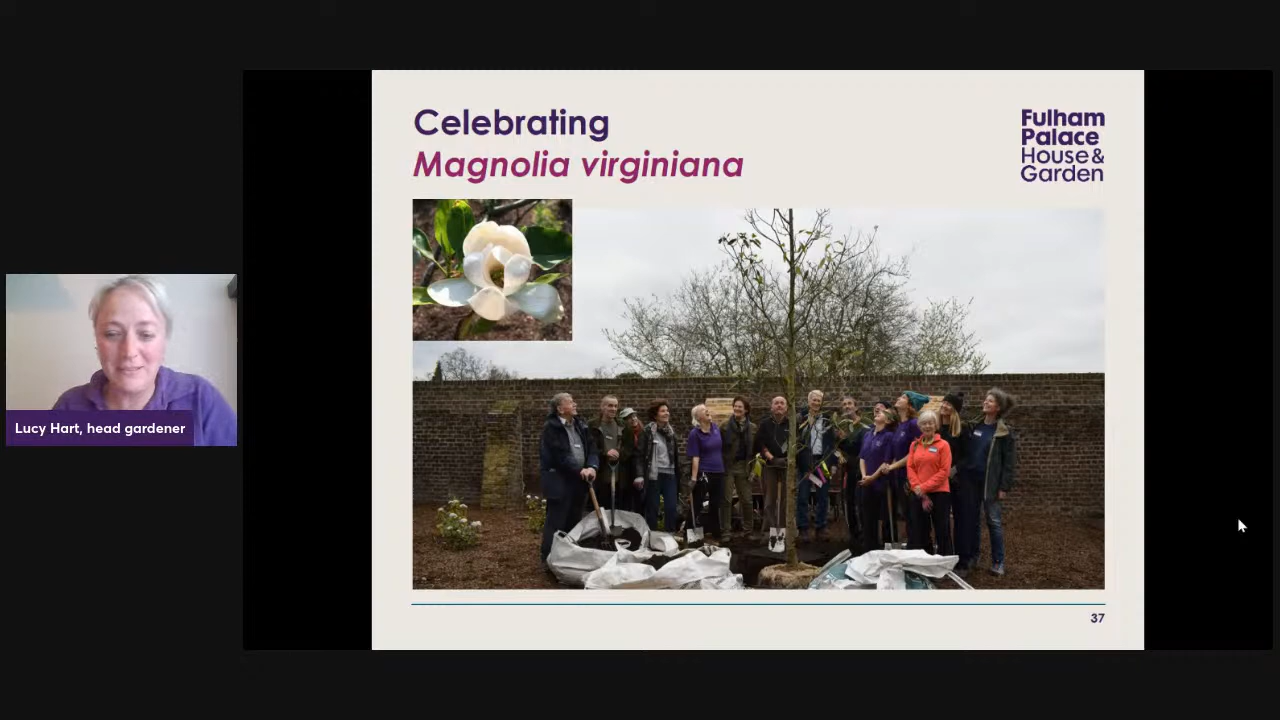 Celebrating
Magnolia virginiana
Fulham
Palace
House &
Garden
Lucy Hart, head gardener
37